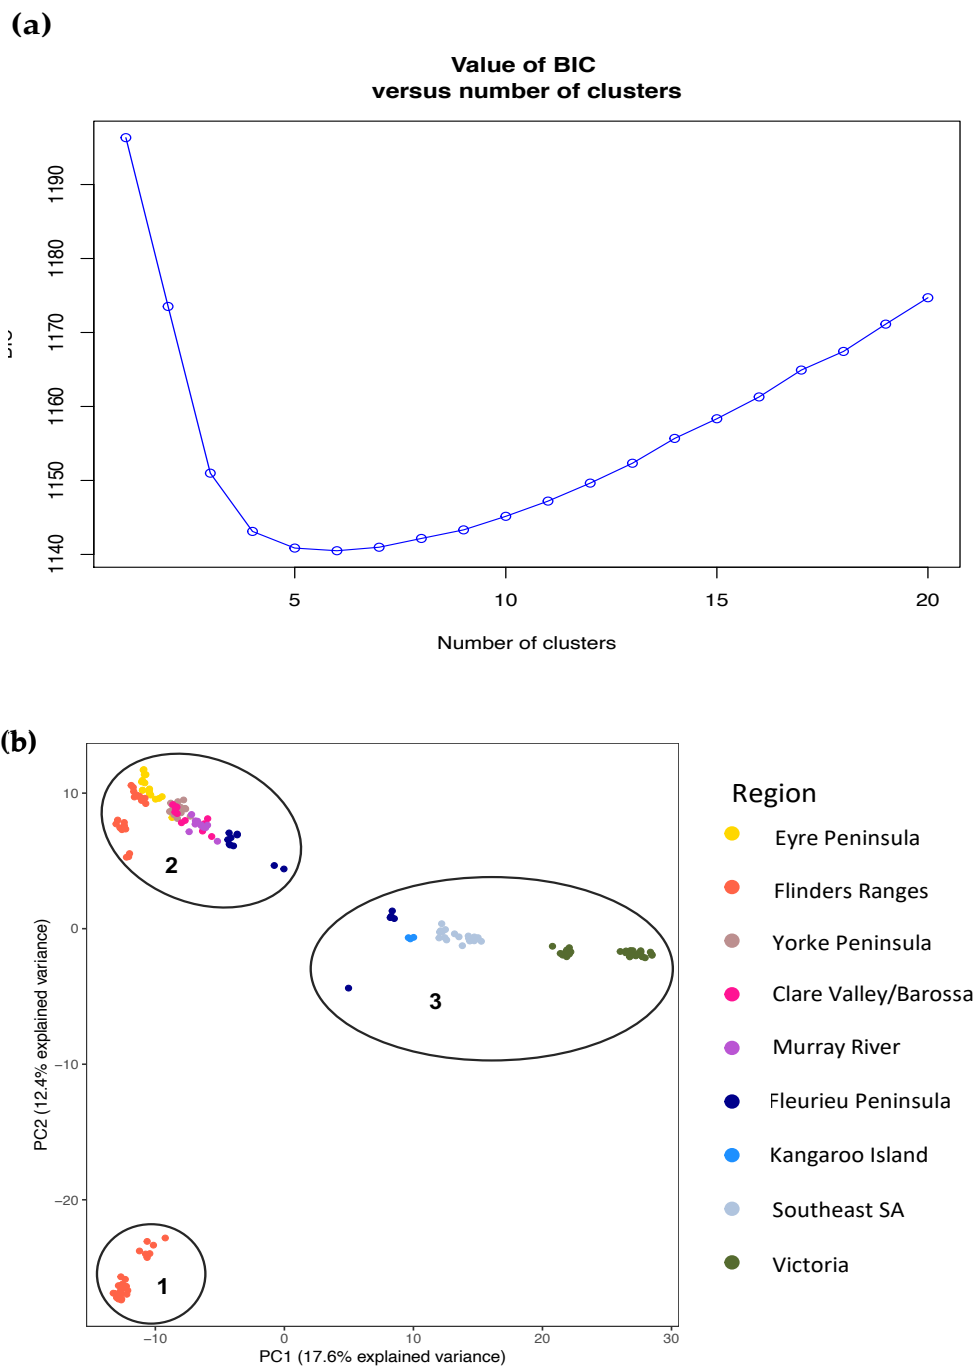 (a)
Value of BIC
versus number of clusters
1190
1180
1170
1160
1150
1140
5
10
15
20
Number of clusters
(b)
10
0
−10
−20
PC2 (12.4% explained variance)
2
3
1
−10
0
10
20
30
PC1 (17.6% explained variance)
Region
Eyre Peninsula
Flinders Ranges
Yorke Peninsula
Clare Valley/Barossa
Murray River
Fleurieu Peninsula
Kangaroo Island
Southeast SA
Victoria